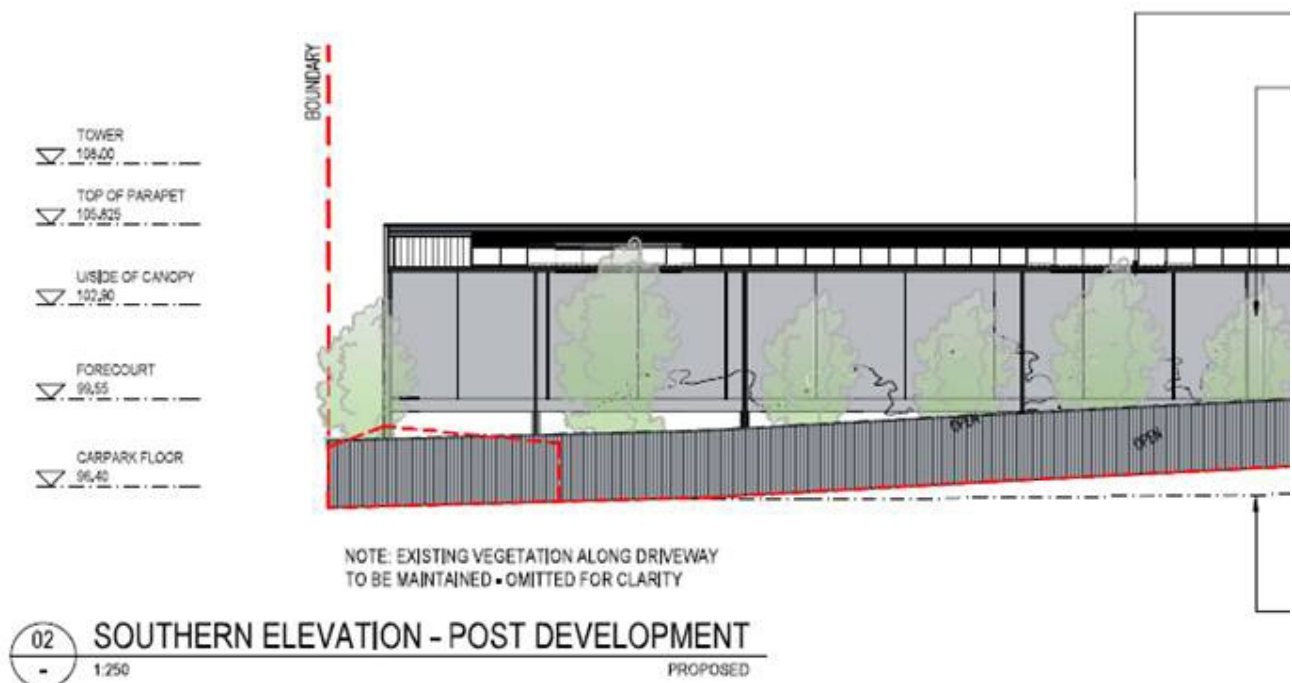 BOUNDARY
TOWER
108.00
TOP OF PARAPET
105.825
U/SIDE OF CANOPY
102.90
FORECOURT
99.55
CARPARK FLOOR
96.40
OPEN
OPEN
NOTE: EXISTING VEGETATION ALONG DRIVEWAY
TO BE MAINTAINED - OMITTED FOR CLARITY
02 SOUTHERN ELEVATION - POST DEVELOPMENT
- 1:250 PROPOSED